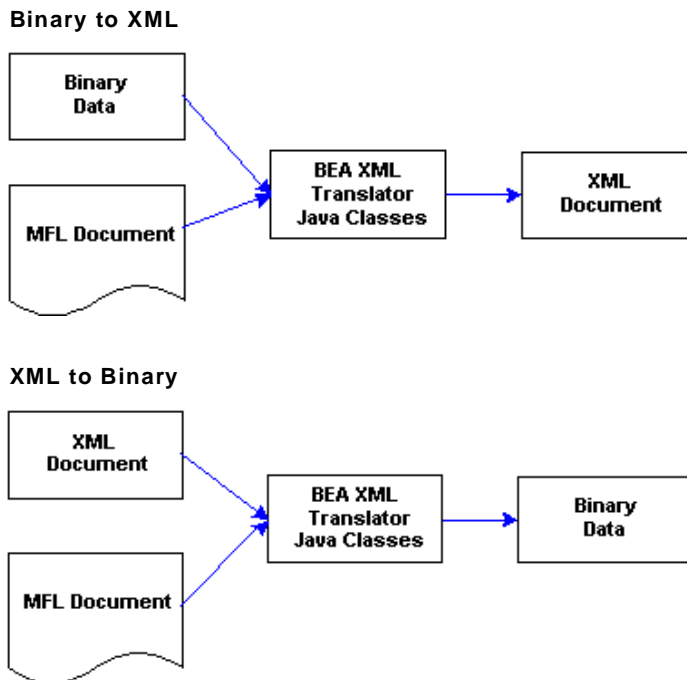 Binary to XML
Binary
Data
MFL Document
BEA XML
Translator
Java Classes
XML
Document
XML to Binary
XML
Document
MFL Document
BEA XML
Translator
Java Classes
Binary
Data